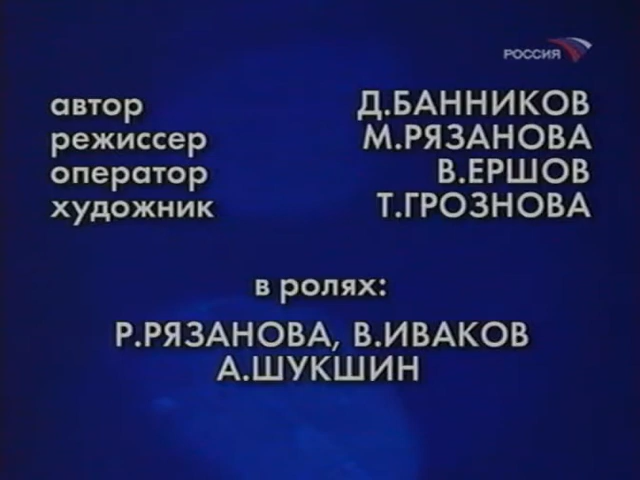 РОССИЯ
автор Д.БАННИКОВ
режиссер М.РЯЗАНОВА
оператор В.ЕРШОВ
художник Т.ГРОЗНОВА
в ролях:
Р.РЯЗАНОВА, В.ИВАКОВ
А.ШУКШИН